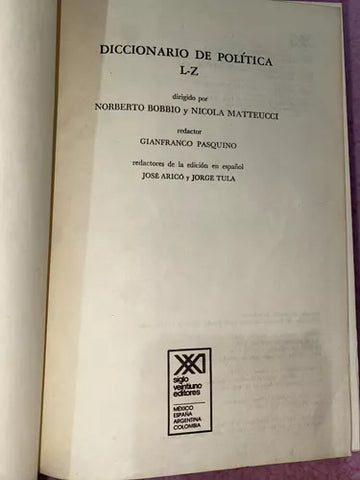 DICCIONARIO DE POLÍTICA
L-Z
dirigido por
NORBERTO BOBBIO y NICOLA MATTEUCCI
redactor
GIANFRANCO PASQUINO
redactores de la edición en español
JOSÉ ARICÓ y JORGE TULA
siglo
veintiuno
editores
MÉXICO
ESPAÑA
ARGENTINA
COLOMBIA